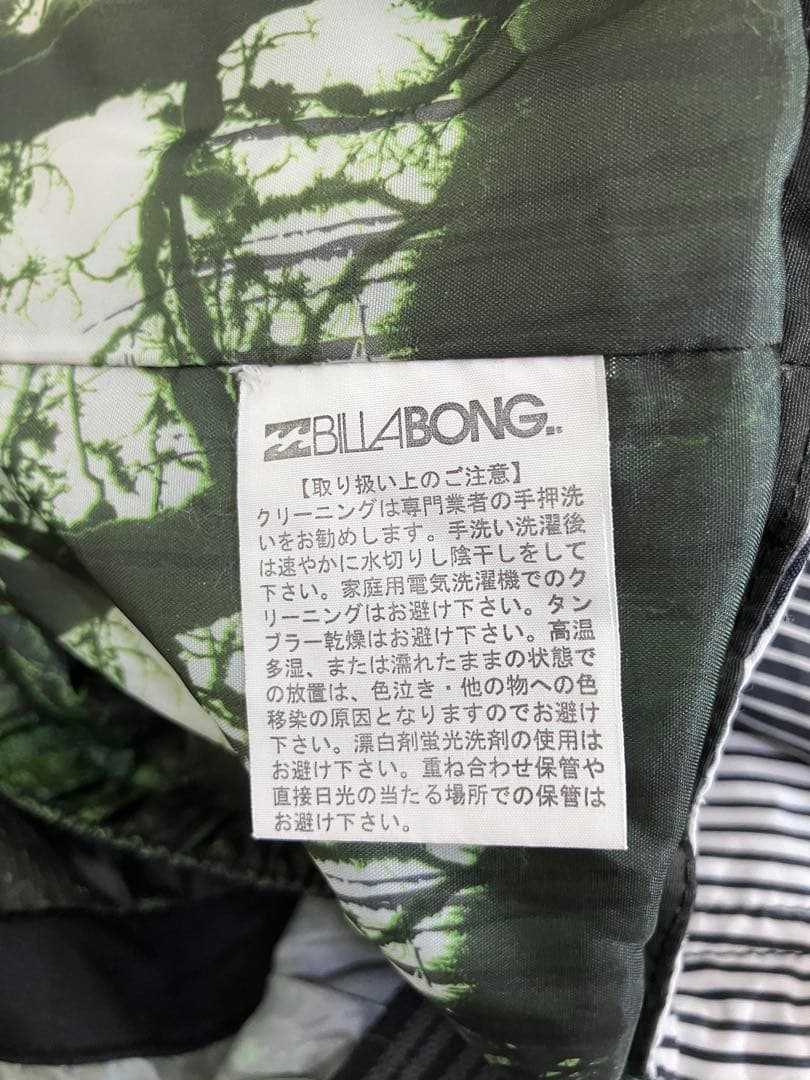 BILLABONG
【取り扱い上のご注意】
クリーニングは専門業者の手押洗
いをお勧めします。手洗い洗濯後
は速やかに水切りし陰干しをして
下さい。家庭用電気洗濯機でのク
リーニングはお避け下さい。タン
ブラー乾燥はお避け下さい。高温
多湿、または濡れたままの状態で
の放置は、色泣き・他の物への色
移染の原因となりますのでお避け
下さい。漂白剤蛍光洗剤の使用は
お避け下さい。重ね合わせ保管や
直接日光の当たる場所での保管は
お避け下さい。